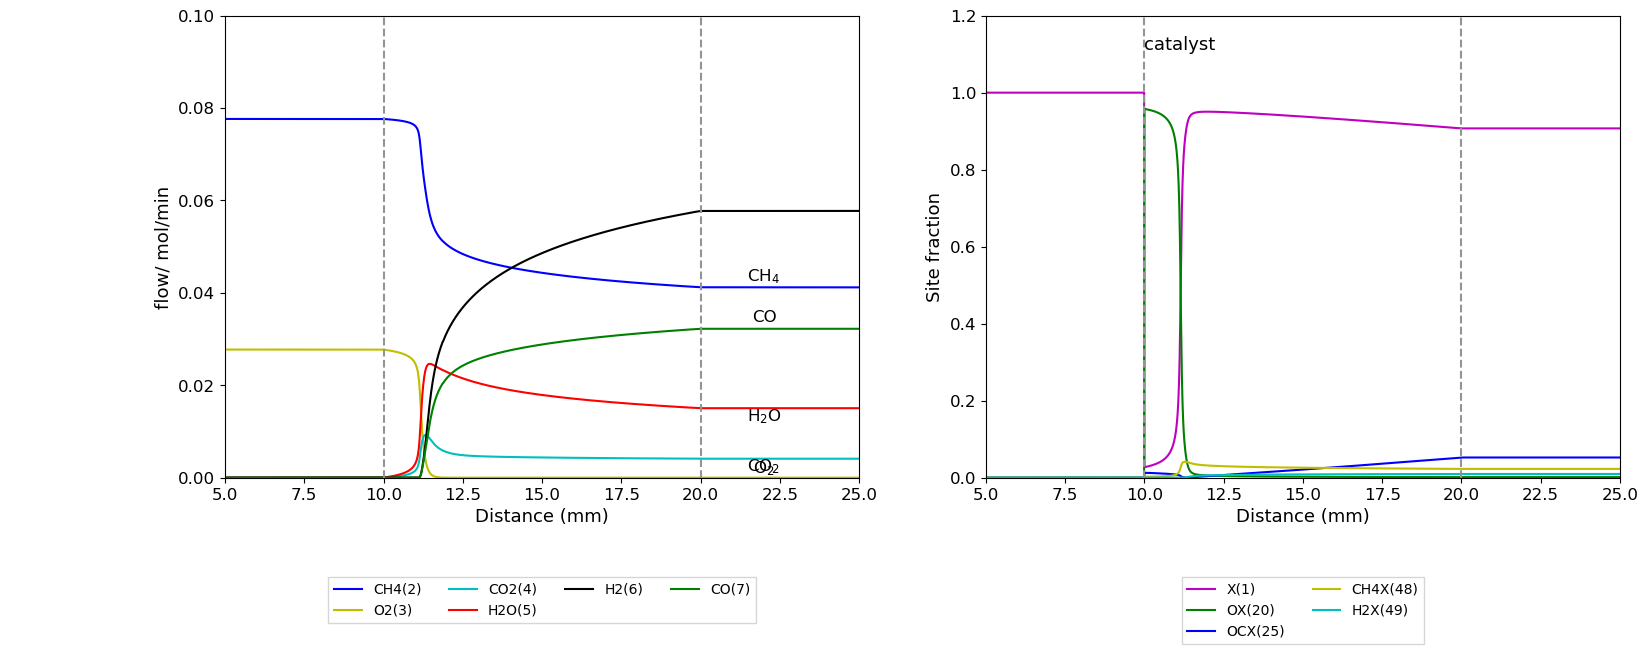 0.10
0.08
0.06
0.04
0.02
0.00
flow/ mol/min
CH4
CO
H2O
CO2
O2
5.0 7.5 10.0 12.5 15.0 17.5 20.0 22.5 25.0
Distance (mm)
CH4(2) CO2(4) H2(6) CO(7)
O2(3) H2O(5)
1.2
1.0
0.8
0.6
0.4
0.2
0.0
Site fraction
catalyst
5.0 7.5 10.0 12.5 15.0 17.5 20.0 22.5 25.0
Distance (mm)
X(1) CH4X(48)
OX(20) H2X(49)
OCX(25)